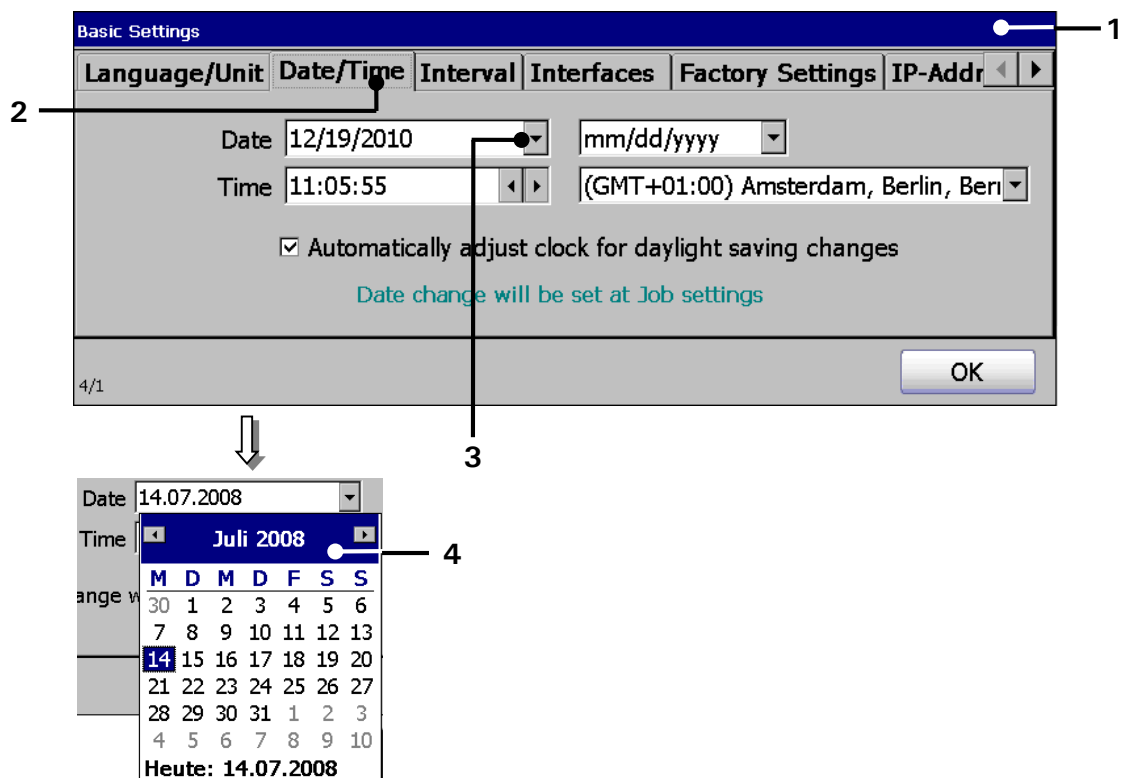 Basic Settings
1
Language/Unit Date/Time Interval Interfaces Factory Settings IP-Addr
2
Date 12/19/2010 mm/dd/yyyy
Time 11:05:55 (GMT+01:00) Amsterdam, Berlin, Bern
Automatically adjust clock for daylight saving changes
Date change will be set at Job settings
4/1 OK
3
Date 14.07.2008
Time
Juli 2008
4
M D M D F S S
ange w
30 1 2 3 4 5 6
7 8 9 10 11 12 13
14 15 16 17 18 19 20
21 22 23 24 25 26 27
28 29 30 31 1 2 3
4 5 6 7 8 9 10
Heute: 14.07.2008